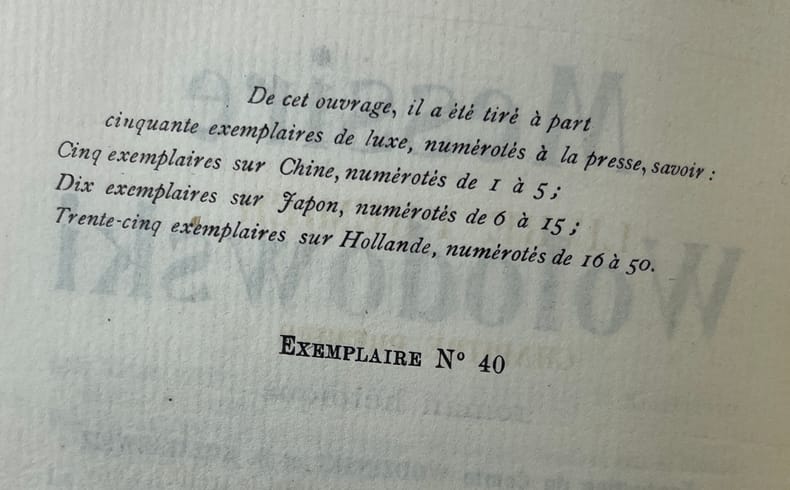 De cet ouvrage, il a été tiré à part
cinquante exemplaires de luxe, numérotés à la presse, savoir :
Cinq exemplaires sur Chine, numérotés de 1 à 5 ;
Dix exemplaires sur Japon, numérotés de 6 à 15 ;
Trente-cinq exemplaires sur Hollande, numérotés de 16 à 50.
EXEMPLAIRE Nº 40